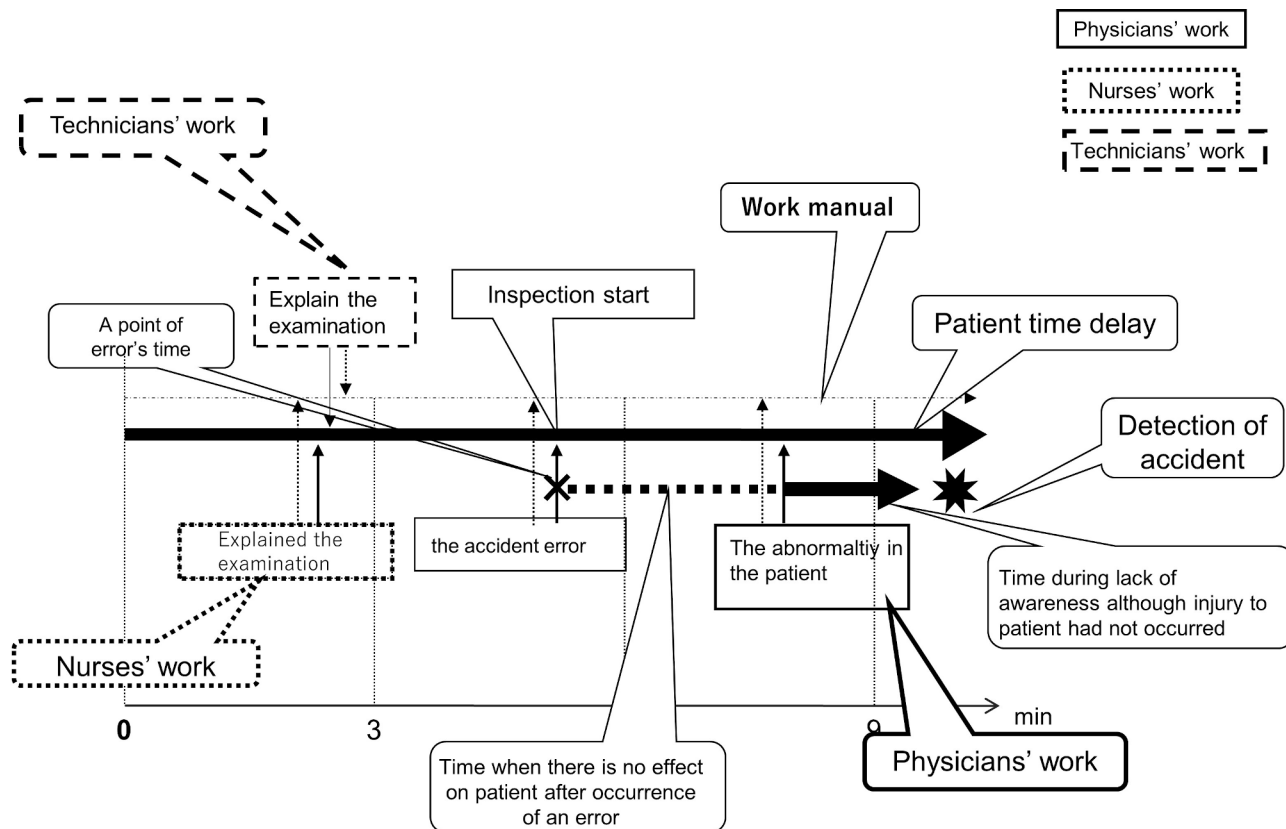 Physicians’ work
Nurses’ work
Technicians’ work
Technicians’ work
Work manual
Explain the
examination
Inspection start
A point of
error’s time
Patient time delay
Detection of
accident
Explained the
examination
the accident error
The abnormaltiy in
the patient
Time during lack of
awareness although injury to
patient had not occurred
Nurses’ work
0
3
9
min
Time when there is no effect
on patient after occurrence
of an error
Physicians’ work